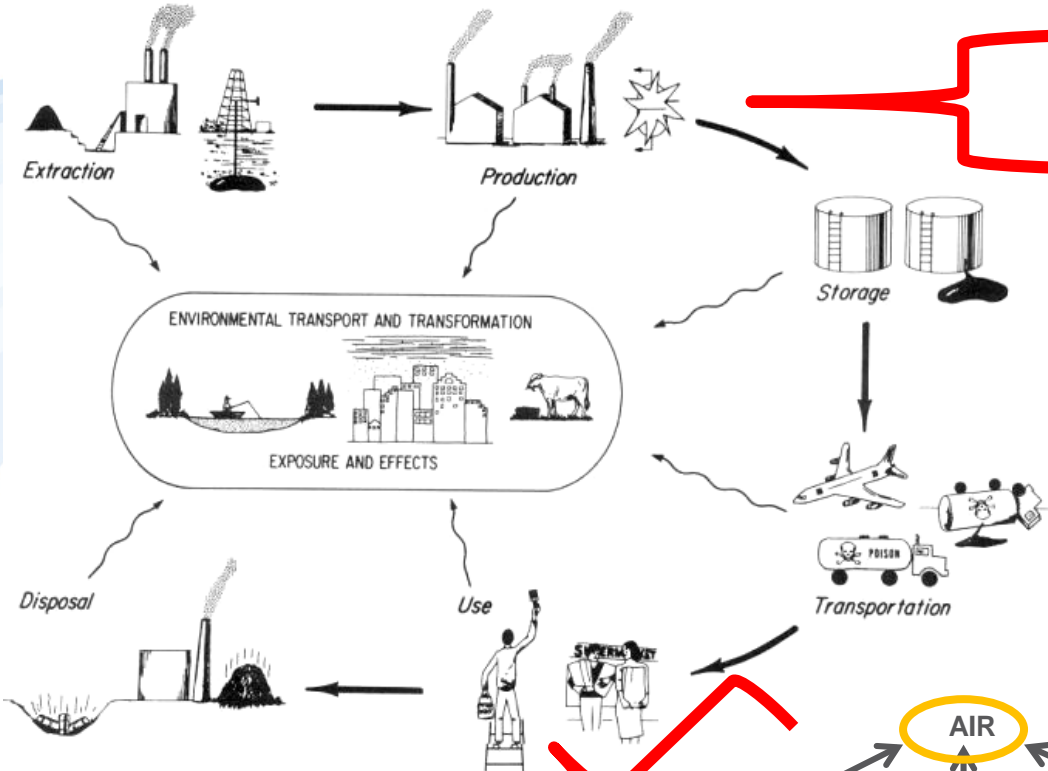 Extraction
Production
Storage
ENVIRONMENTAL TRANSPORT AND TRANSFORMATION
EXPOSURE AND EFFECTS
POISON
Transportation
Disposal
Use
AIR